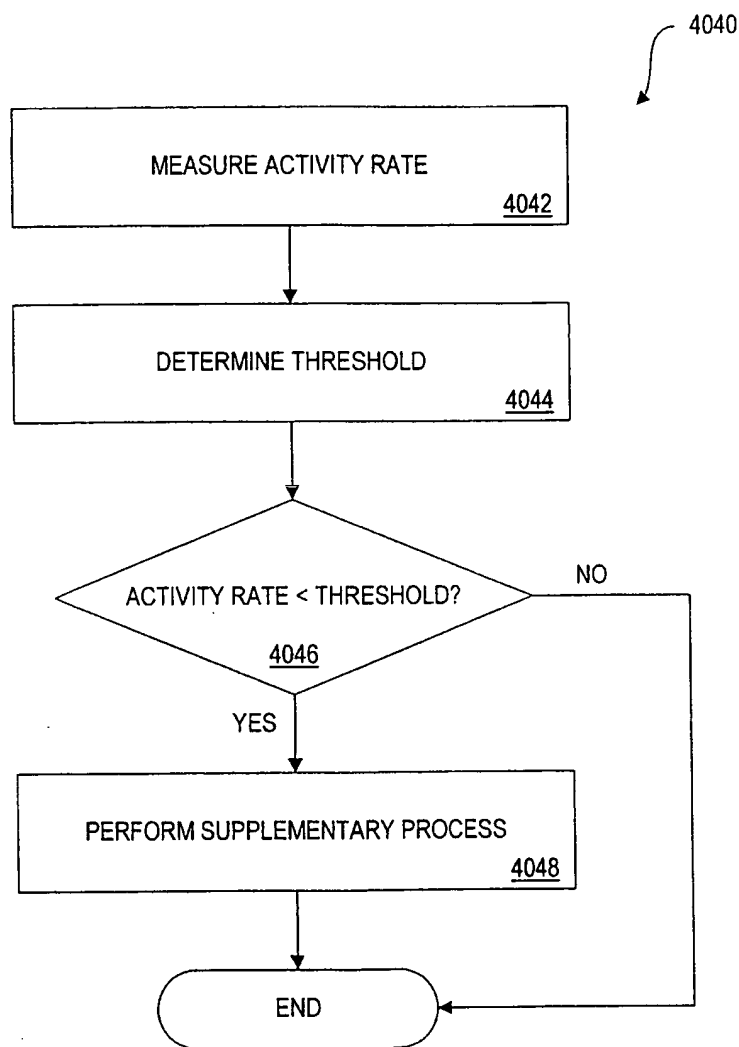 4040
MEASURE ACTIVITY RATE
4042
DETERMINE THRESHOLD
4044
ACTIVITY RATE < THRESHOLD?
4046
NO
YES
PERFORM SUPPLEMENTARY PROCESS
4048
END